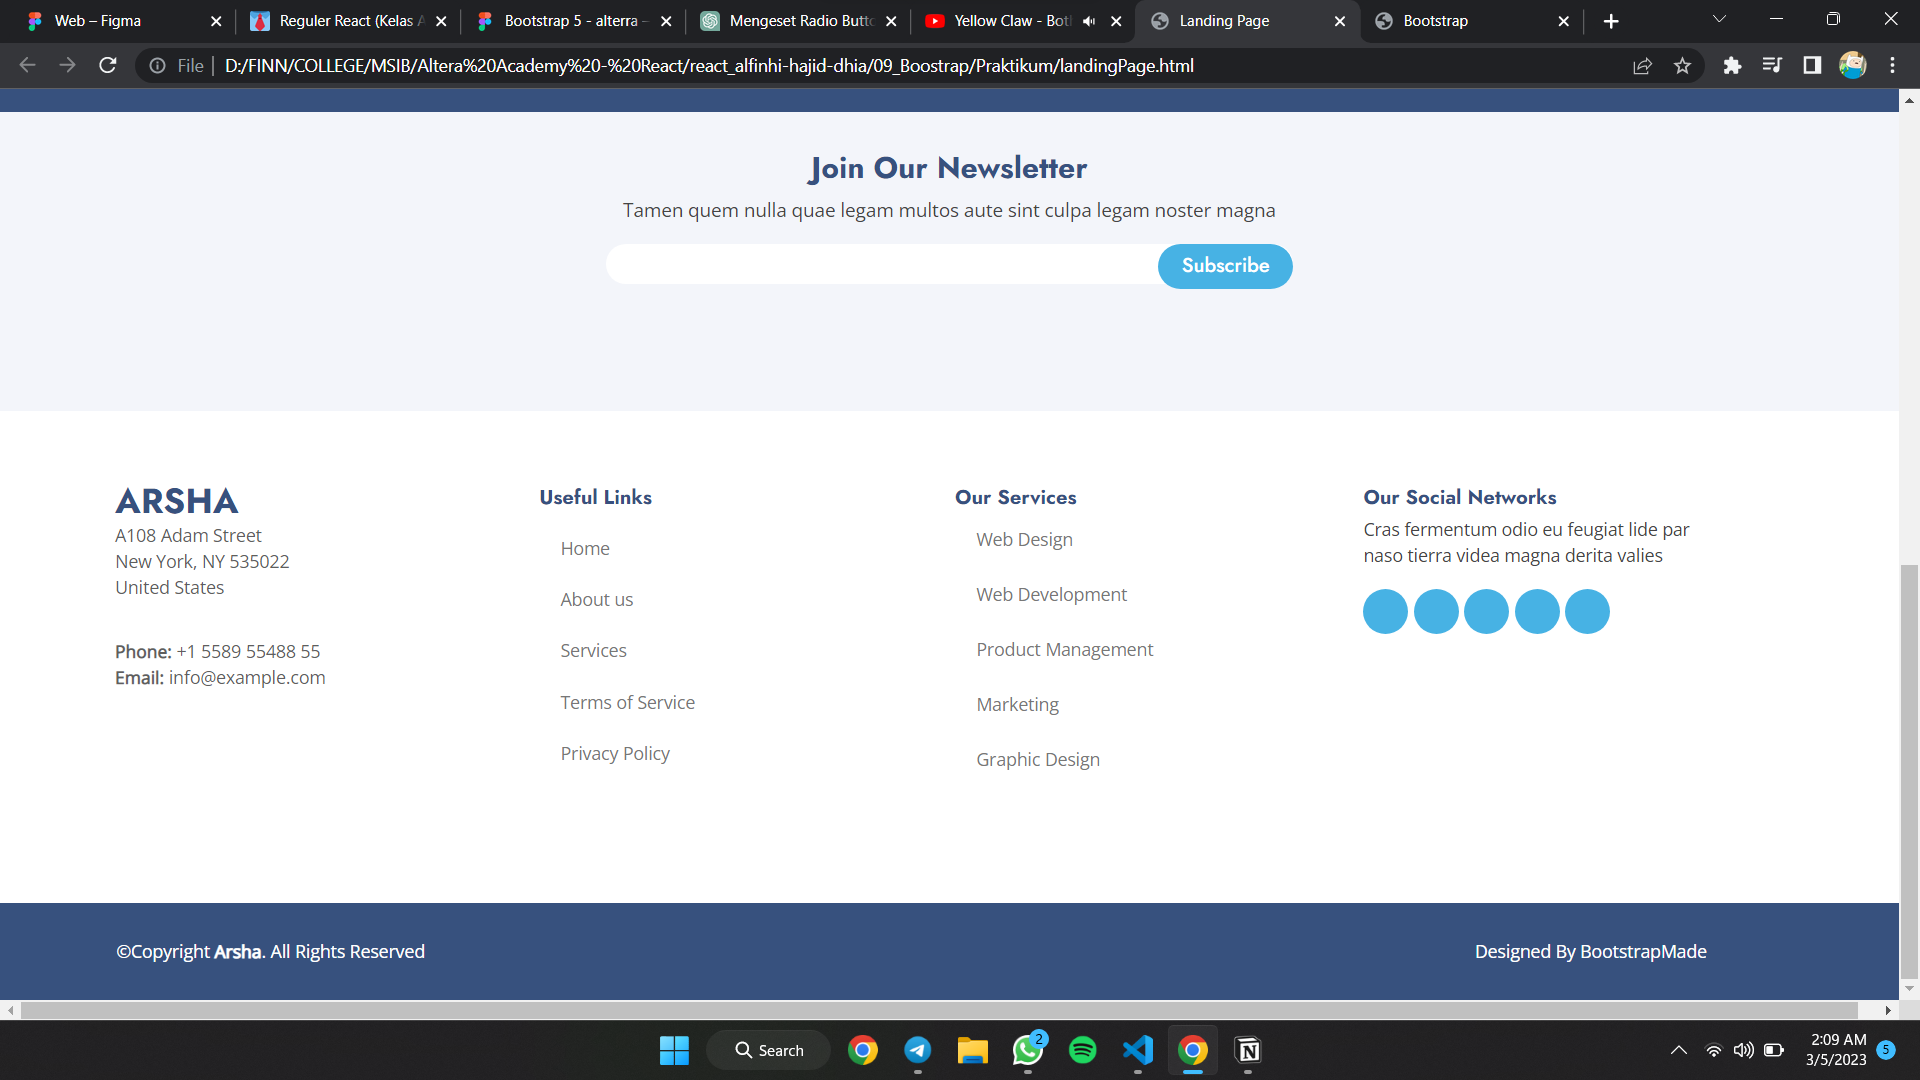 Web – Figma
Reguler React (Kelas A
Bootstrap 5 - alterra –
Mengeset Radio Butto
Yellow Claw - Both
Landing Page
Bootstrap
File
D:/FINN/COLLEGE/MSIB/Altera%20Academy%20-%20React/react_alfinhi-hajid-dhia/09_Boostrap/Praktikum/landingPage.html
Join Our Newsletter
Tamen quem nulla quae legam multos aute sint culpa legam noster magna
Subscribe
ARSHA
A108 Adam Street
New York, NY 535022
United States
Phone: +1 5589 55488 55
Email: info@example.com
Useful Links
Home
About us
Services
Terms of Service
Privacy Policy
Our Services
Web Design
Web Development
Product Management
Marketing
Graphic Design
Our Social Networks
Cras fermentum odio eu feugiat lide par
naso tierra videa magna derita valies
©Copyright Arsha. All Rights Reserved
Designed By BootstrapMade
Search
2
2:09 AM
3/5/2023
5